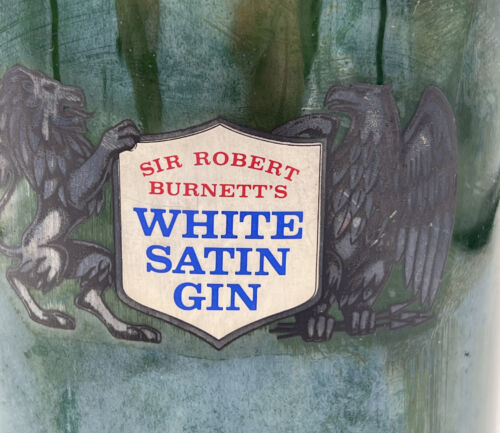 SIR ROBERT
BURNETT'S
WHITE
SATIN
GIN